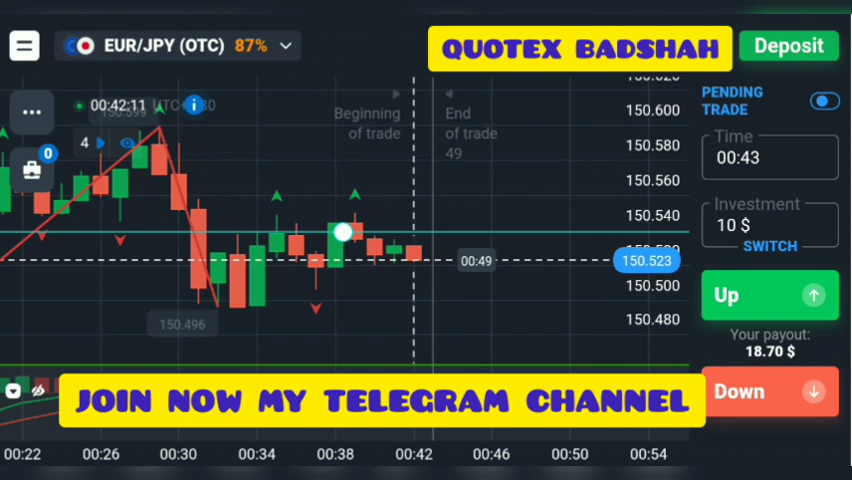 EUR/JPY (OTC) 87%
QUOTEX BADSHAH
Deposit
00:42:11
150.599
4
0
Beginning
of trade
End
of trade
49
150.600
150.580
150.560
150.540
150.523
150.500
150.480
00:49
150.496
PENDING
TRADE
Time
00:43
Investment
10 $
SWITCH
Up
Your payout:
18.70 $
Down
JOIN NOW MY TELEGRAM CHANNEL
00:22 00:26 00:30 00:34 00:38 00:42 00:46 00:50 00:54